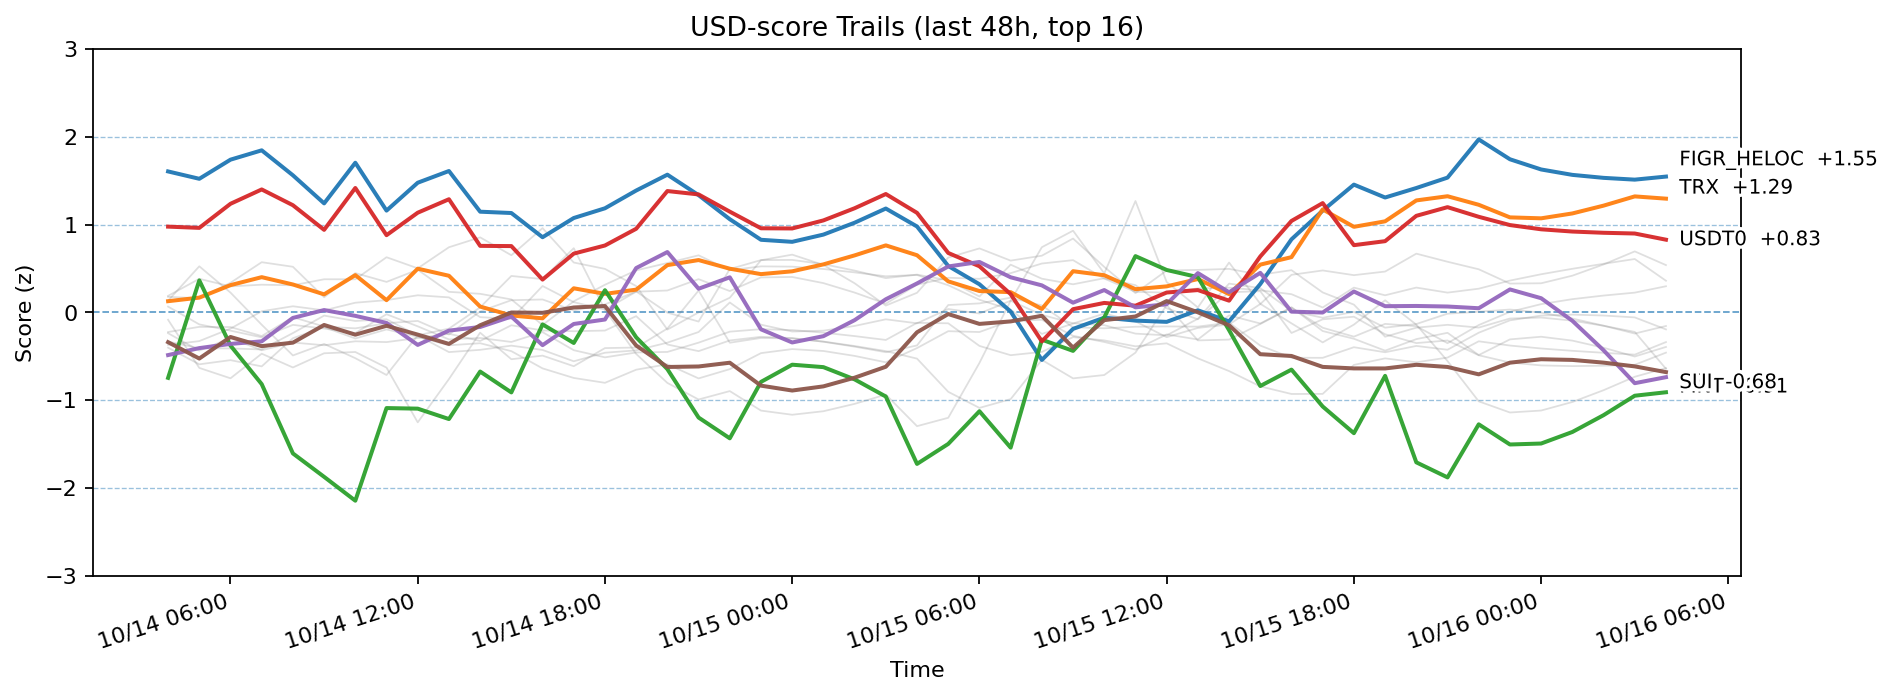 USD-score Trails (last 48h, top 16)
Score (z)
3
2
1
0
−1
−2
−3
FIGR_HELOC +1.55
TRX +1.29
USDT0 +0.83
SUI -0.68
10/14 06:00
10/14 12:00
10/14 18:00
10/15 00:00
10/15 06:00
10/15 12:00
10/15 18:00
10/16 00:00
10/16 06:00
Time